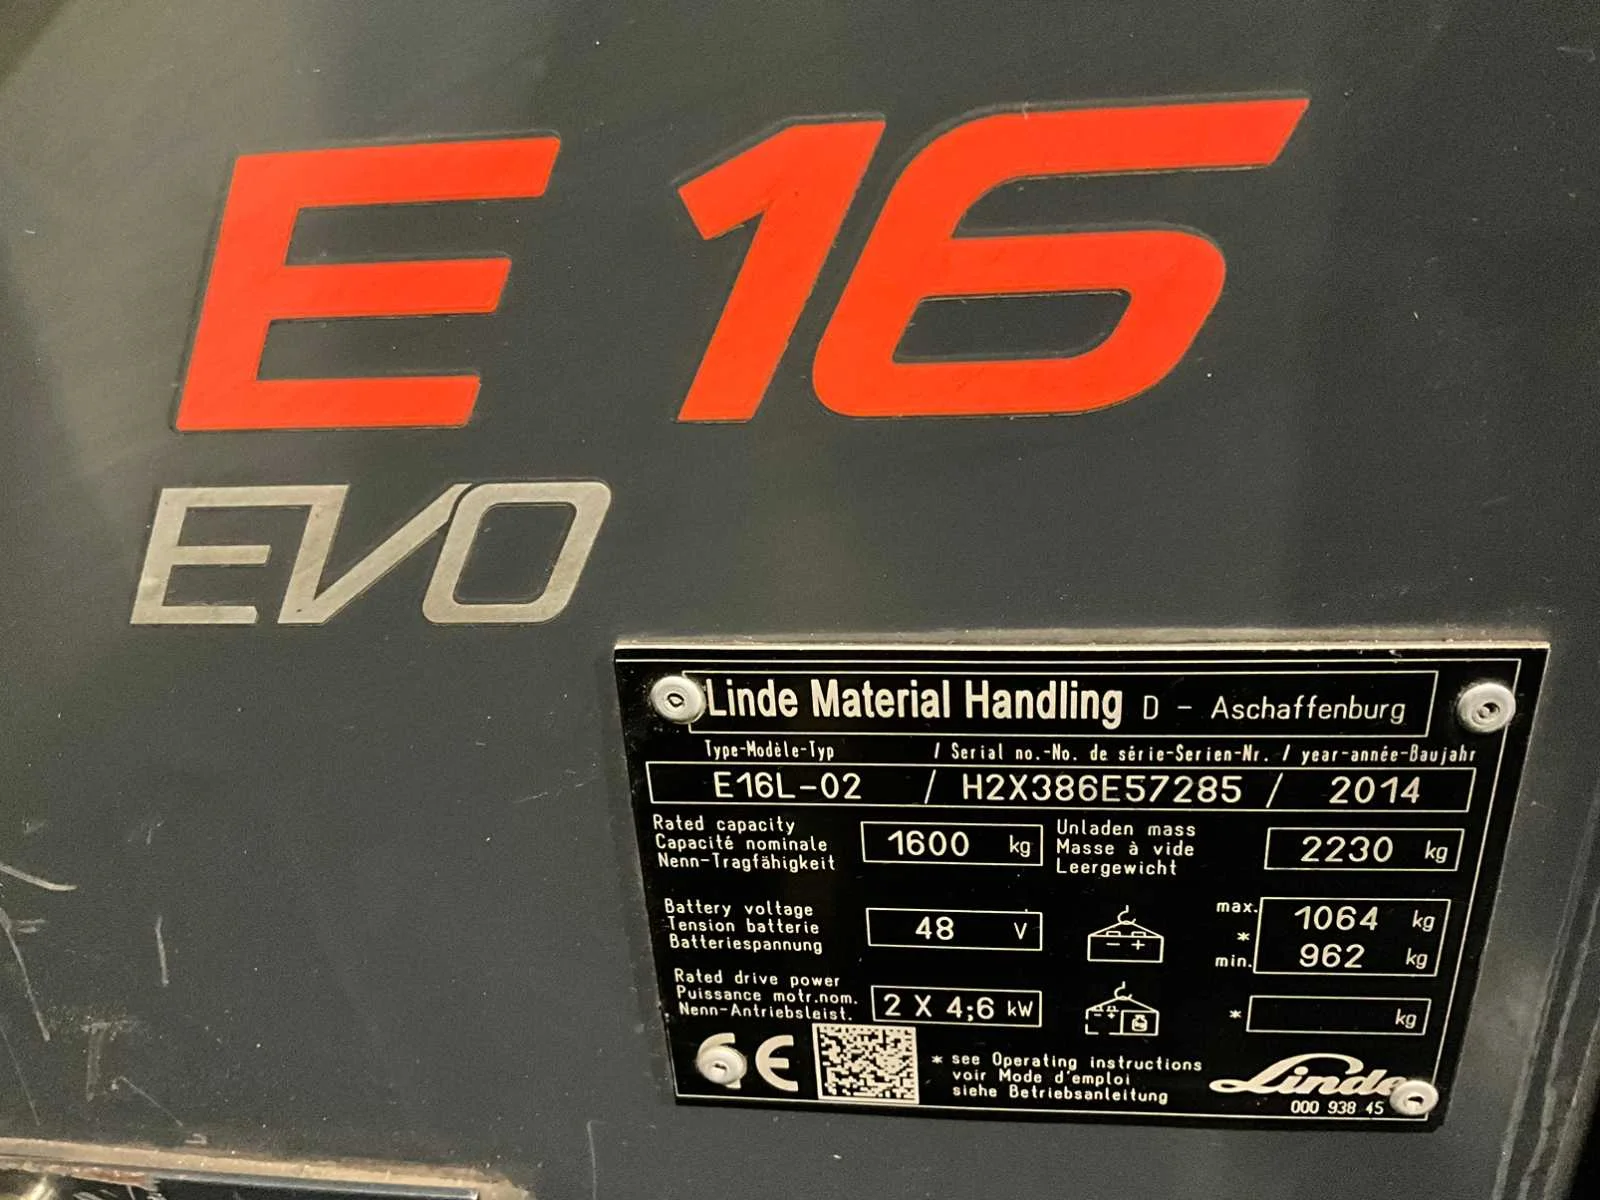 E 16
EVO
Linde Material Handling D - Aschaffenburg
Type-Modèle-Typ / Serial no.-No. de série-Serien-Nr. / year-année-Baujahr
E16L-02 / H2X386E57285 / 2014
Rated capacity
Capacité nominale
Nenn-Tragfähigkeit
1600 kg
Unladen mass
Masse à vide
Leergewicht
2230 kg
Battery voltage
Tension batterie
Batteriespannung
48 V
- +
max. 1064 kg
*
min. 962 kg
Rated drive power
Puissance motr.nom.
Nenn-Antriebsleist.
2 X 4;6 kW
- +
* kg
CE
* see Operating instructions
voir Mode d'emploi
siehe Betriebsanleitung
Linde
000 938 45